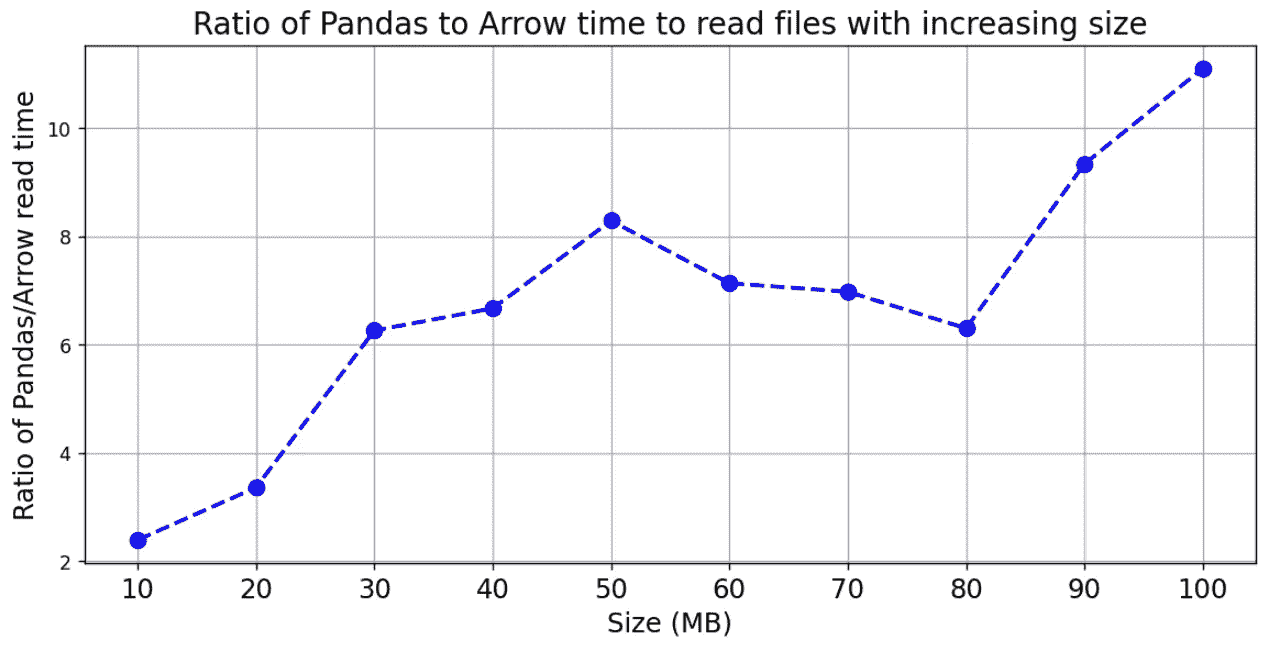 Ratio of Pandas to Arrow time to read files with increasing size
Ratio of Pandas/Arrow read time
10
8
6
4
2
10 20 30 40 50 60 70 80 90 100
Size (MB)